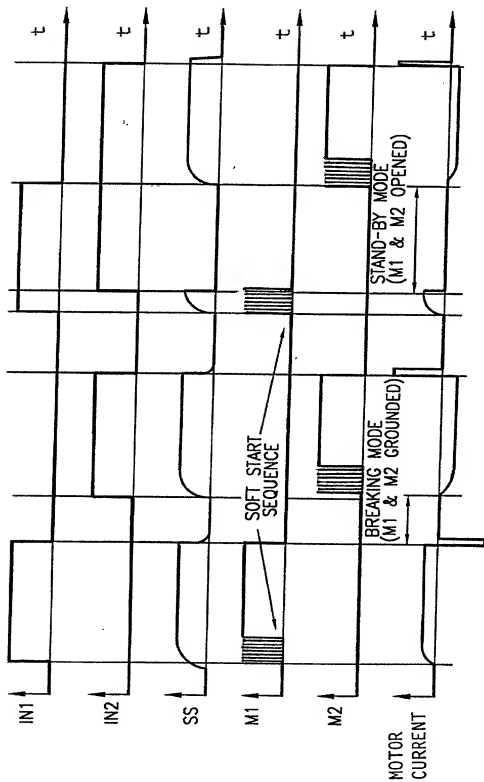 IN1
t
IN2
t
SS
t
M1
SOFT START
SEQUENCE
t
M2
BREAKING MODE
(M1 & M2 GROUNDED)
STAND-BY MODE
(M1 & M2 OPENED)
t
MOTOR
CURRENT
t